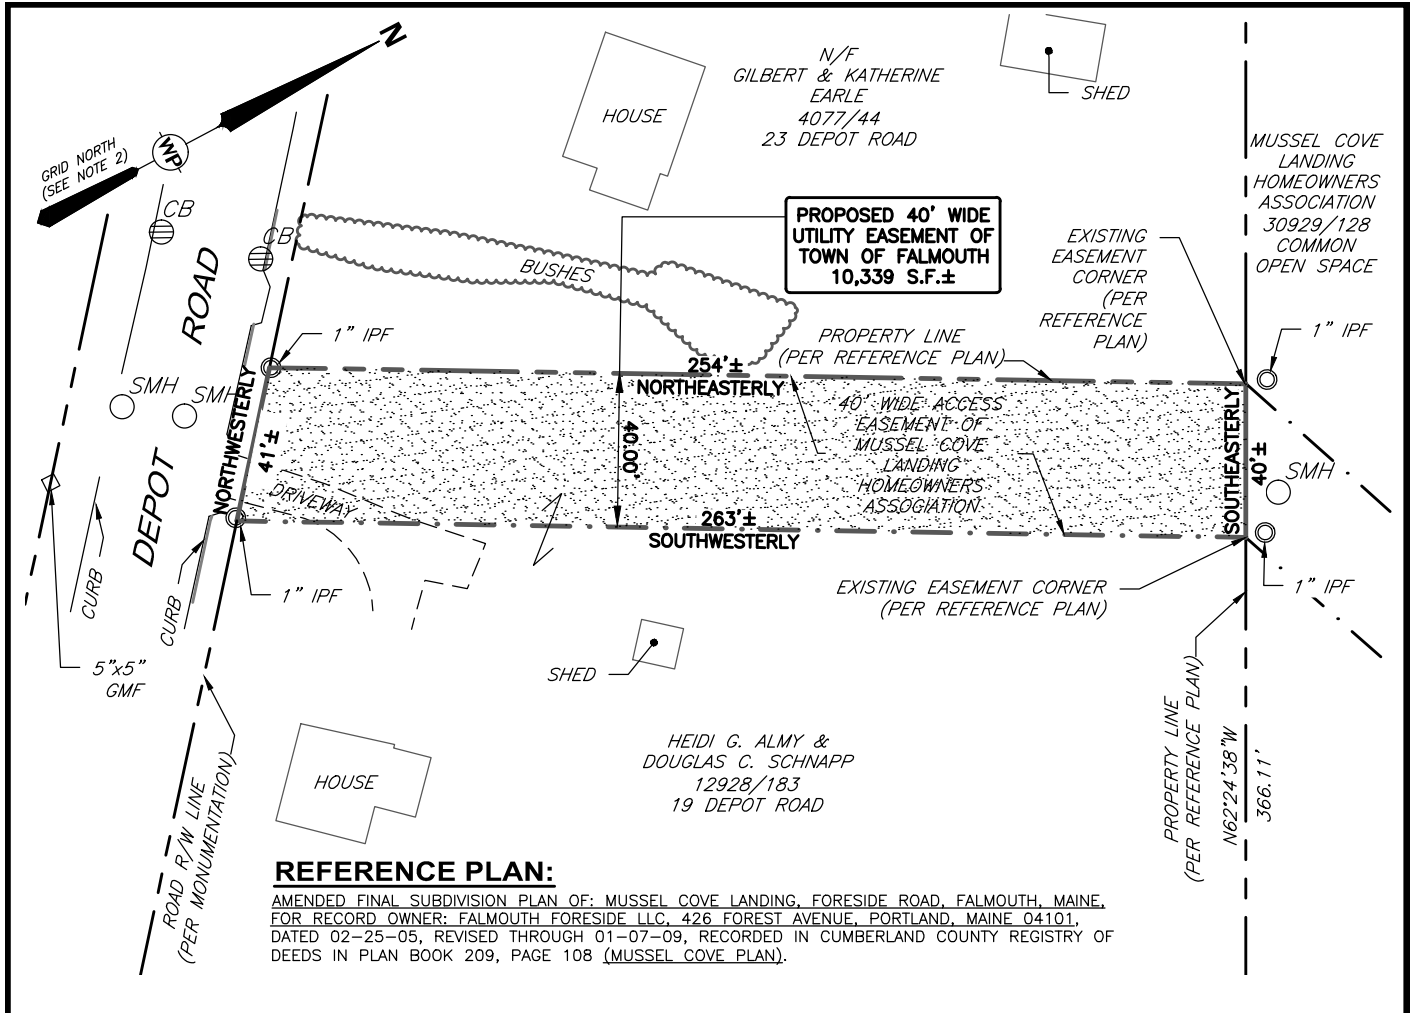 N
GRID NORTH
(SEE NOTE 2)
WP
CB
CB
DEPOT ROAD
SMH
SMH
N/F
GILBERT & KATHERINE
EARLE
4077/44
23 DEPOT ROAD
HOUSE
SHED
BUSHES
PROPOSED 40' WIDE
UTILITY EASEMENT OF
TOWN OF FALMOUTH
10,339 S.F.±
MUSSEL COVE
LANDING
HOMEOWNERS
ASSOCIATION
30929/128
COMMON
OPEN SPACE
EXISTING
EASEMENT
CORNER
(PER
REFERENCE
PLAN)
1" IPF
1" IPF
PROPERTY LINE
(PER REFERENCE PLAN)
254'±
NORTHEASTERLY
40' WIDE ACCESS
EASEMENT OF
MUSSEL COVE
LANDING
HOMEOWNERS
ASSOCIATION
NORTHWESTERLY
41'±
40.00'
SOUTHEASTERLY
40'±
SMH
DRIVEWAY
263'±
SOUTHWESTERLY
EXISTING EASEMENT CORNER
(PER REFERENCE PLAN)
1" IPF
1" IPF
CURB
CURB
5"x5"
GMF
SHED
HEIDI G. ALMY &
DOUGLAS C. SCHNAPP
12928/183
19 DEPOT ROAD
HOUSE
ROAD R/W LINE
(PER MONUMENTATION)
PROPERTY LINE
(PER REFERENCE PLAN)
N62°24'38"W
366.11'
REFERENCE PLAN:
AMENDED FINAL SUBDIVISION PLAN OF: MUSSEL COVE LANDING, FORESIDE ROAD, FALMOUTH, MAINE,
FOR RECORD OWNER: FALMOUTH FORESIDE LLC, 426 FOREST AVENUE, PORTLAND, MAINE 04101,
DATED 02-25-05, REVISED THROUGH 01-07-09, RECORDED IN CUMBERLAND COUNTY REGISTRY OF
DEEDS IN PLAN BOOK 209, PAGE 108 (MUSSEL COVE PLAN).